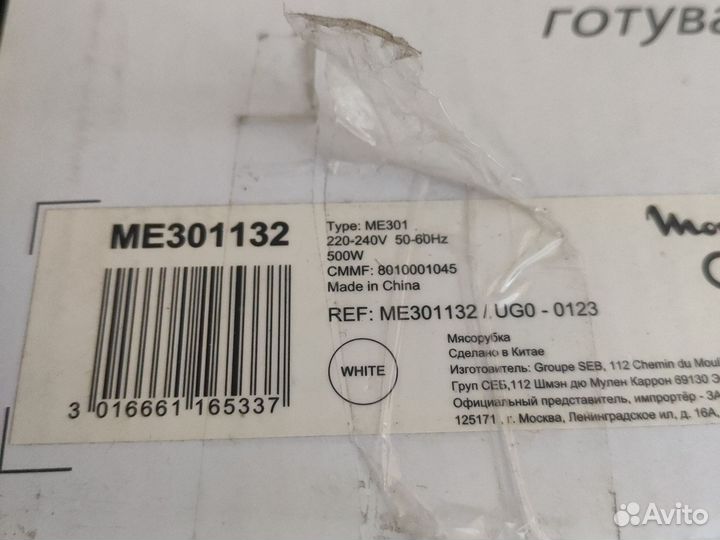 готува
ME301132
Type: ME301
220-240V 50-60Hz
500W
CMMF: 8010001045
Made in China
REF: ME301132 / UG0 - 0123
WHITE
3 016661 165337
Мясорубка
Сделано в Китае
Изготовитель: Groupe SEB, 112 Chemin du Moul
Груп СЕБ,112 Шмэн дю Мулен Каррон 69130 Э
Официальный представитель, импортёр - ЗА
125171 , г. Москва, Ленинградское ш, д. 16А,
Mou
Avito